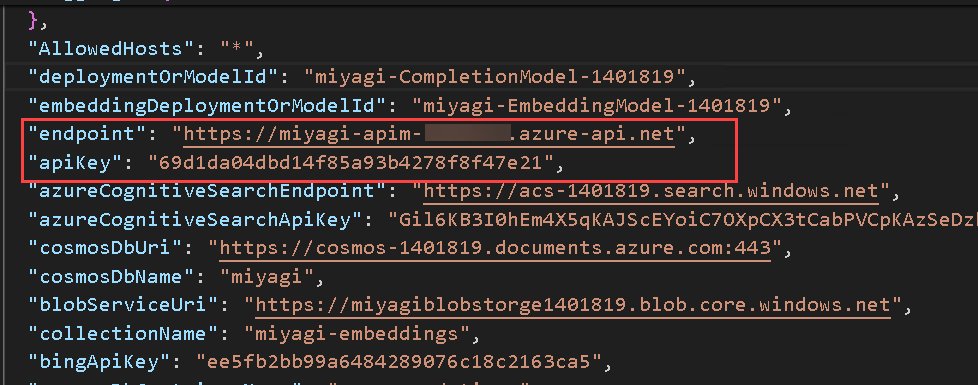 },
"AllowedHosts": "*",
"deploymentOrModelId": "miyagi-CompletionModel-1401819",
"embeddingDeploymentOrModelId": "miyagi-EmbeddingModel-1401819",
"endpoint": "https://miyagi-apim- .azure-api.net",
"apiKey": "69d1da04dbd14f85a93b4278f8f47e21",
"azureCognitiveSearchEndpoint": "https://acs-1401819.search.windows.net",
"azureCognitiveSearchApiKey": "Gil6KB3I0hEm4X5qKAJScEYoiC7OXpCX3tCabPVCpKAzSeDz
"cosmosDbUri": "https://cosmos-1401819.documents.azure.com:443",
"cosmosDbName": "miyagi",
"blobServiceUri": "https://miyagiblobstorge1401819.blob.core.windows.net",
"collectionName": "miyagi-embeddings",
"bingApiKey": "ee5fb2bb99a6484289076c18c2163ca5",